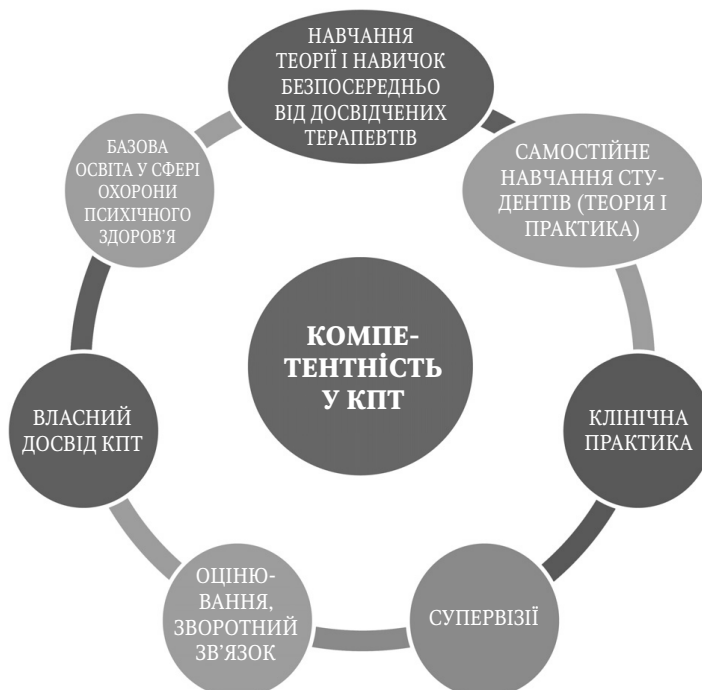 НАВЧАННЯ
ТЕОРІЇ І НАВИЧОК
БЕЗПОСЕРЕДНЬО
ВІД ДОСВІДЧЕНИХ
ТЕРАПЕВТІВ
САМОСТІЙНЕ
НАВЧАННЯ СТУ-
ДЕНТІВ (ТЕОРІЯ І
ПРАКТИКА)
КЛІНІЧНА
ПРАКТИКА
СУПЕРВІЗІЇ
ОЦІНЮ-
ВАННЯ,
ЗВОРОТНИЙ
ЗВ’ЯЗОК
ВЛАСНИЙ
ДОСВІД КПТ
БАЗОВА
ОСВІТА У СФЕРІ
ОХОРОНИ
ПСИХІЧНОГО
ЗДОРОВ’Я
КОМПЕ-
ТЕНТНІСТЬ
У КПТ